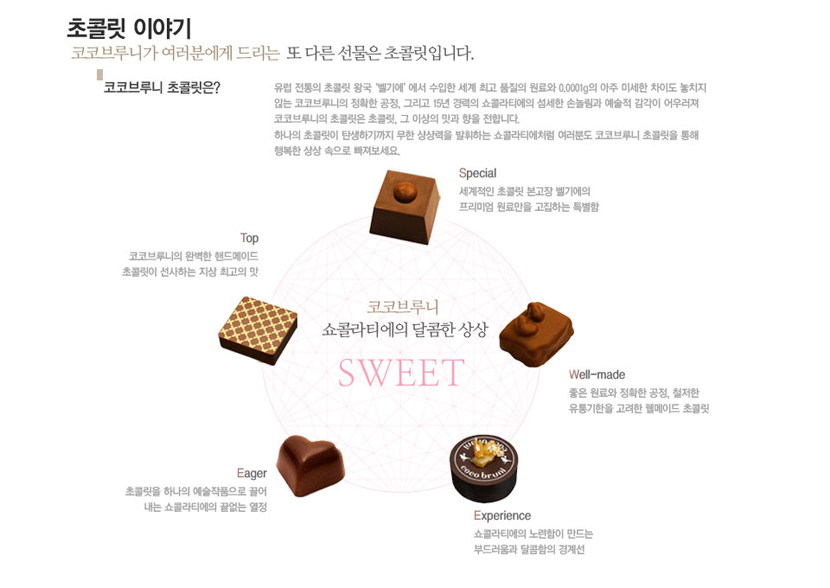 초콜릿 이야기
코코브루니가 여러분에게 드리는 또 다른 선물은 초콜릿입니다.
코코브루니 초콜릿은?
유럽 전통의 초콜릿 왕국 '벨기에' 에서 수입한 세계 최고 품질의 원료와 0.0001g의 아주 미세한 차이도 놓치지
않는 코코브루니의 정확한 공정, 그리고 15년 경력의 쇼콜라티에의 섬세한 손놀림과 예술적 감각이 어우러져
코코브루니의 초콜릿은 초콜릿, 그 이상의 맛과 향을 전합니다.
하나의 초콜릿이 탄생하기까지 무한 상상력을 발휘하는 쇼콜라티에처럼 여러분도 코코브루니 초콜릿을 통해
행복한 상상 속으로 빠져보세요.
Special
세계적인 초콜릿 본고장 벨기에의
프리미엄 원료만을 고집하는 특별함
Top
코코브루니의 완벽한 핸드메이드
초콜릿이 선사하는 지상 최고의 맛
코코브루니
쇼콜라티에의 달콤한 상상
SWEET
Well-made
좋은 원료와 정확한 공정, 철저한
유통기한을 고려한 웰메이드 초콜릿
Eager
초콜릿을 하나의 예술작품으로 끌어
내는 쇼콜라티에의 끝없는 열정
coco bruni
coco bruni
Experience
쇼콜라티에의 노련함이 만드는
부드러움과 달콤함의 경계선